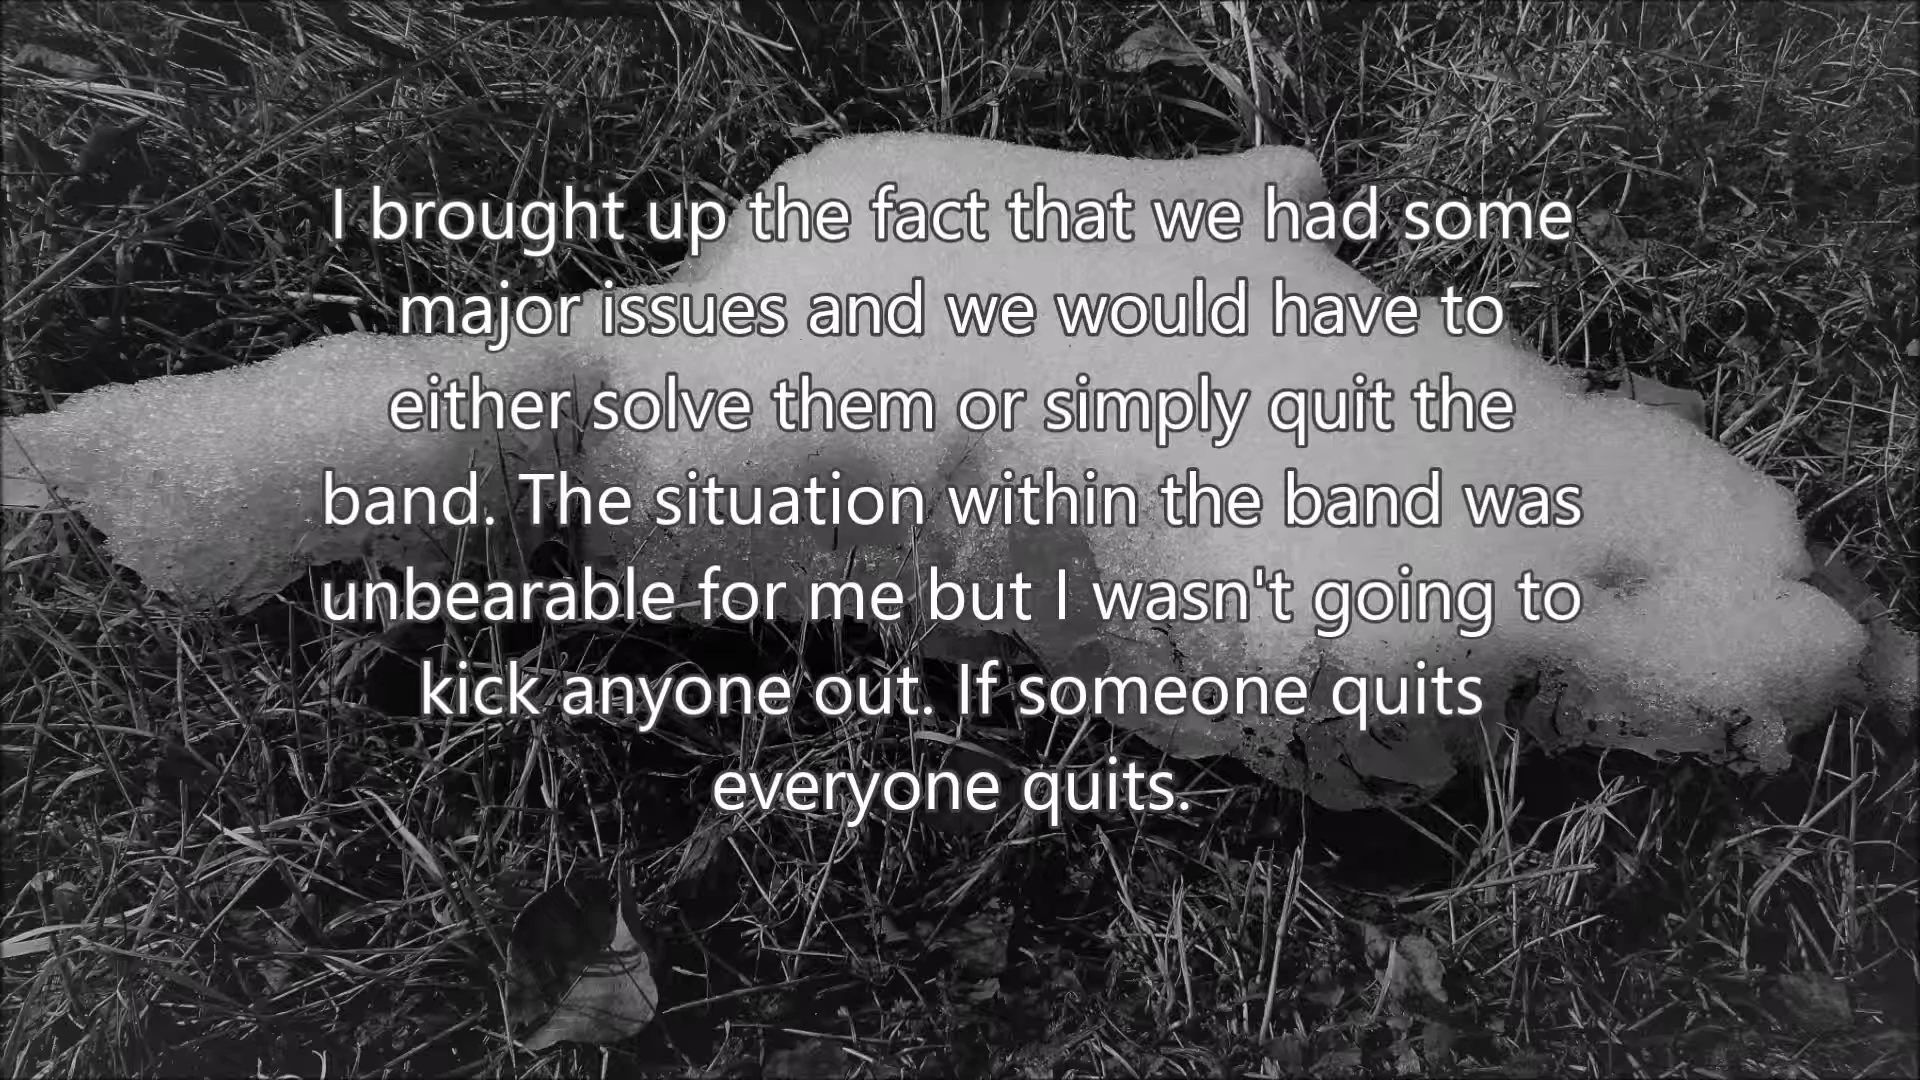 I brought up the fact that we had some
major issues and we would have to
either solve them or simply quit the
band. The situation within the band was
unbearable for me but I wasn't going to
kick anyone out. If someone quits
everyone quits.